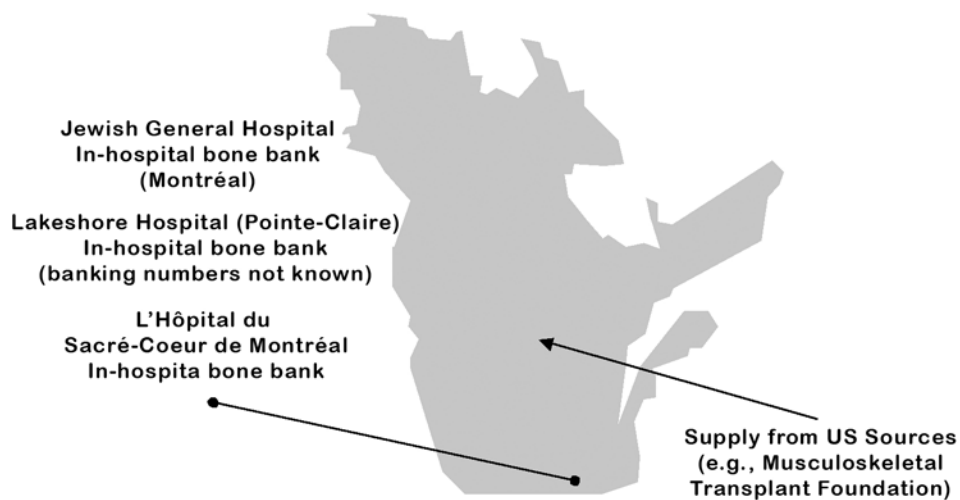 Jewish General Hospital
In-hospital bone bank
(Montréal)
Lakeshore Hospital (Pointe-Claire)
In-hospital bone bank
(banking numbers not known)
L’Hôpital du
Sacré-Coeur de Montréal
In-hospita bone bank
Supply from US Sources
(e.g., Musculoskeletal
Transplant Foundation)